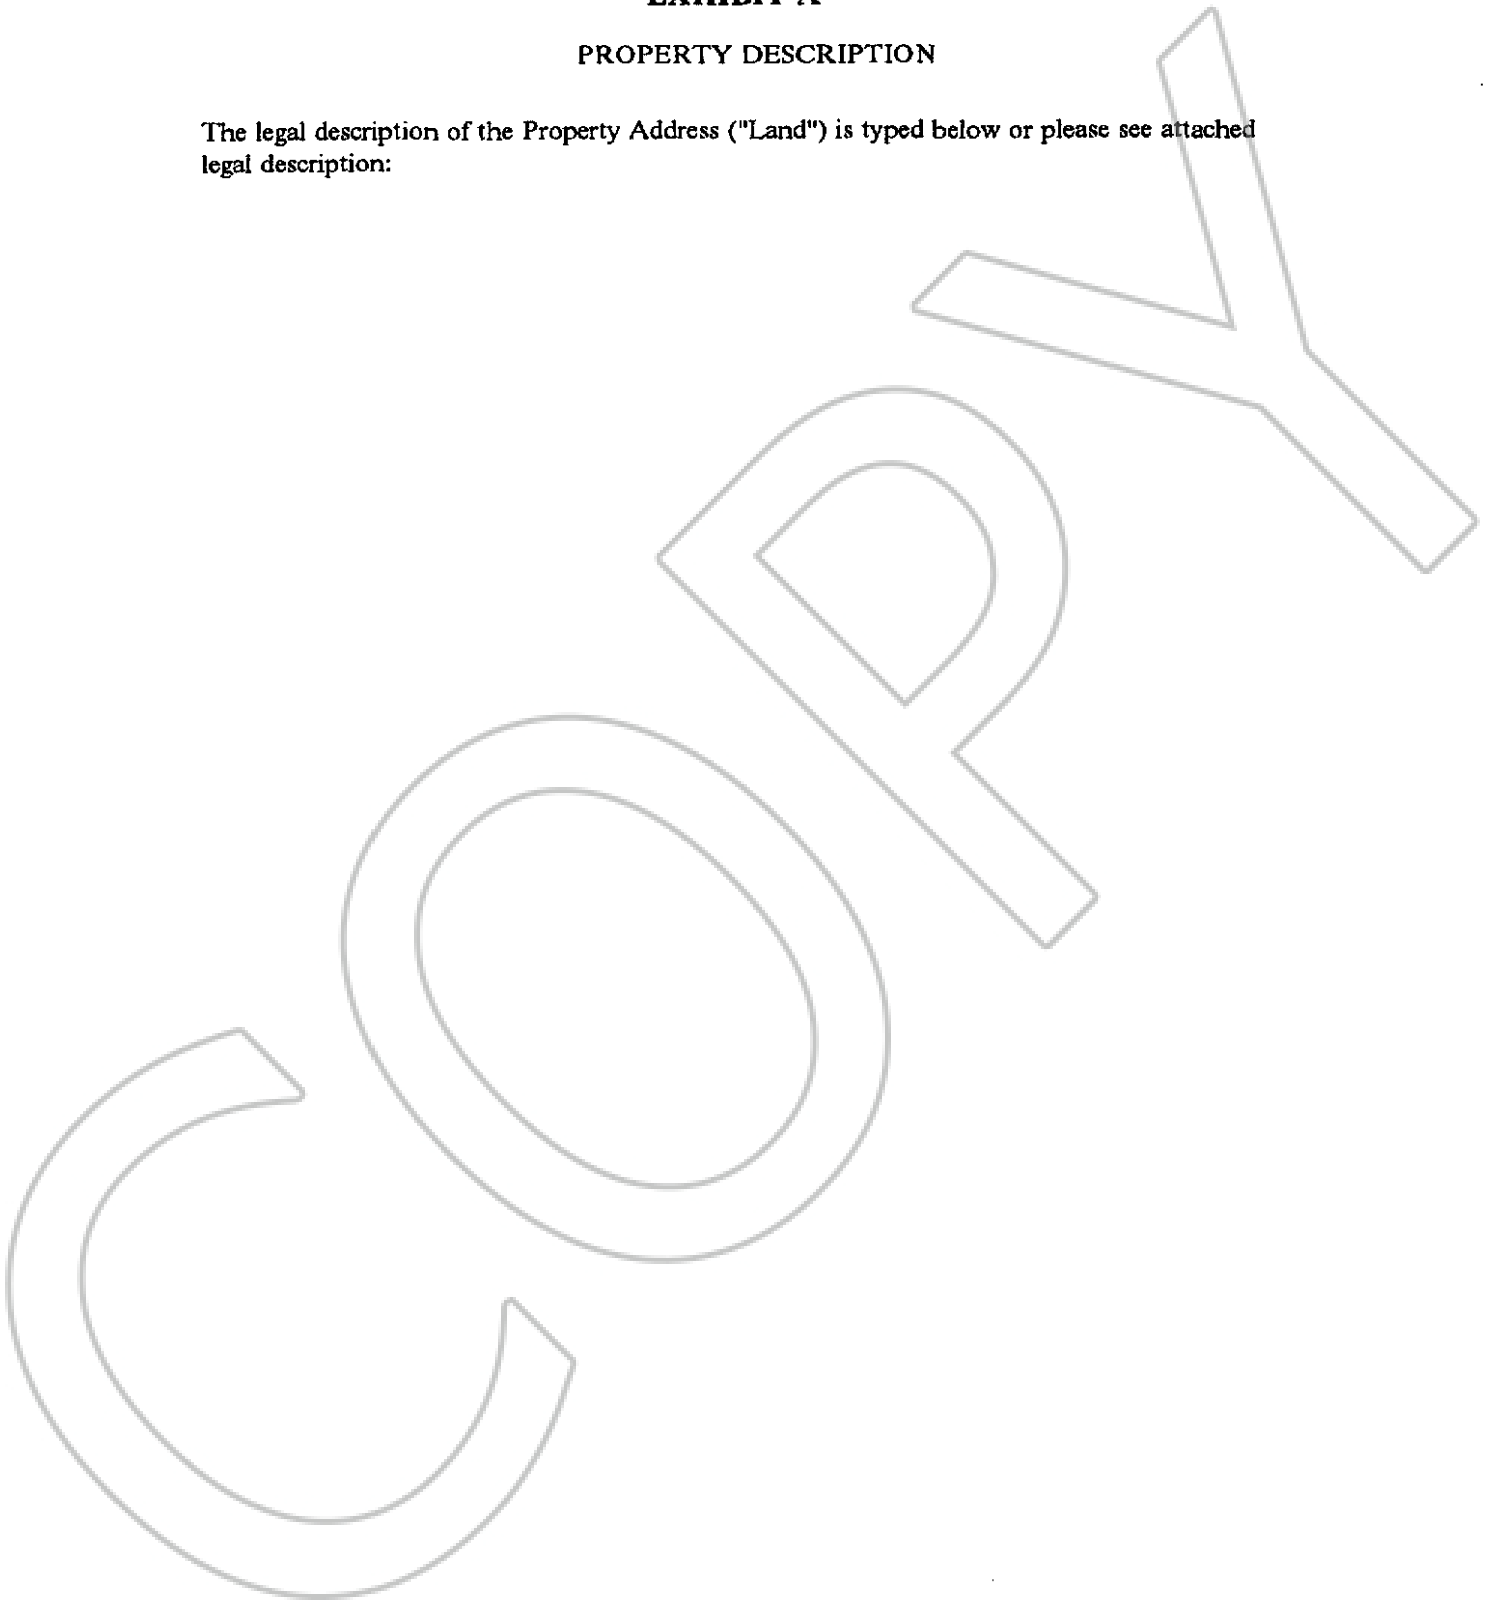 EXHIBIT A
PROPERTY DESCRIPTION
The legal description of the Property Address ("Land") is typed below or please see attached
legal description:
COPY